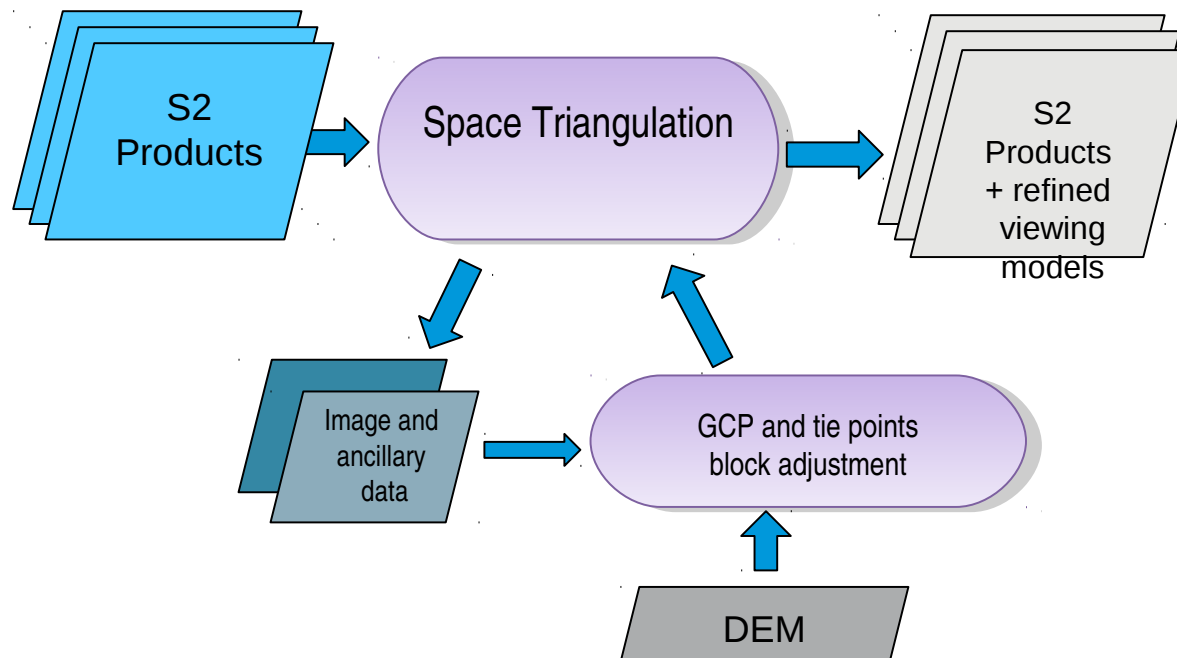 S2
Products
Space Triangulation
S2
Products
+ refined
viewing
models
Image and
ancillary
data
GCP and tie points
block adjustment
DEM